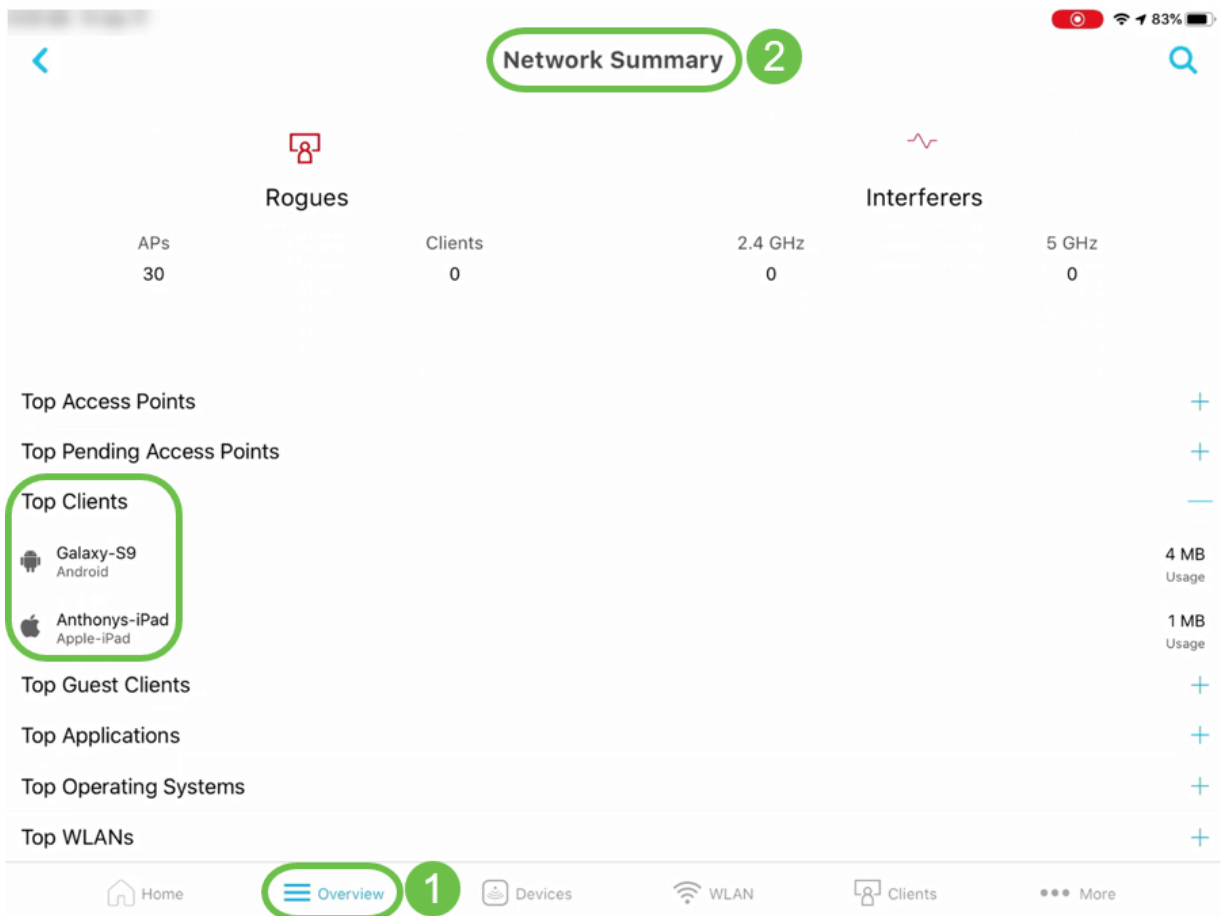 83%
Network Summary 2
Rogues Interferers
APs Clients 2.4 GHz 5 GHz
30 0 0 0
Top Access Points
Top Pending Access Points
Top Clients
Galaxy-S9 4 MB
Android Usage
Anthonys-iPad 1 MB
Apple-iPad Usage
Top Guest Clients
Top Applications
Top Operating Systems
Top WLANs
Home Overview 1 Devices WLAN Clients More